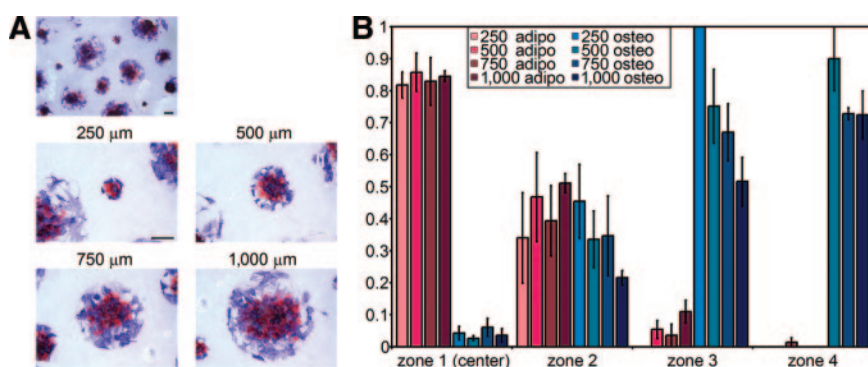 A
250 µm 500 µm
750 µm 1,000 µm
B
1
0.9
0.8
0.7
0.6
0.5
0.4
0.3
0.2
0.1
0
250 adipo 250 osteo
500 adipo 500 osteo
750 adipo 750 osteo
1,000 adipo 1,000 osteo
zone 1 (center) zone 2 zone 3 zone 4